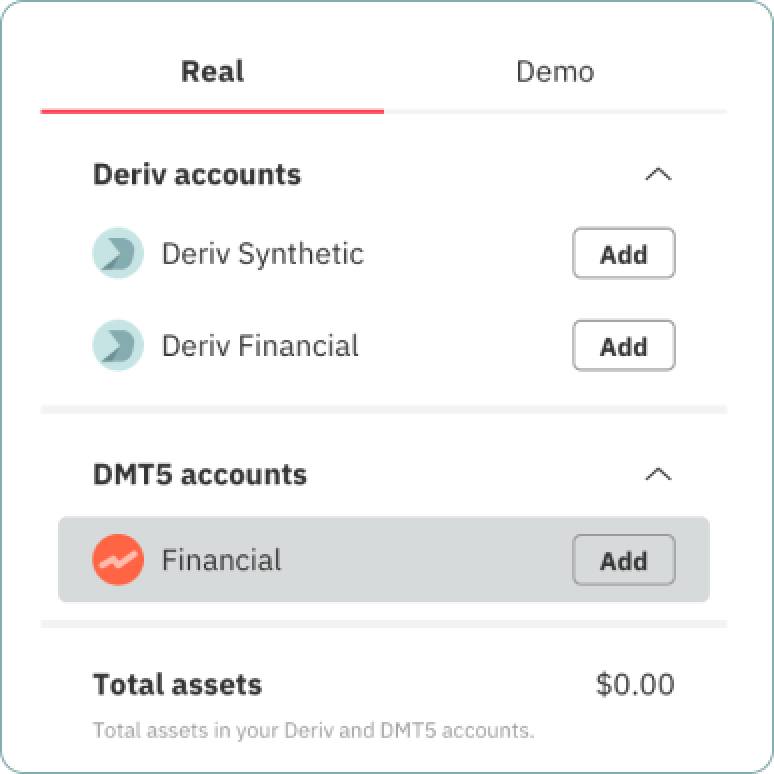 Real Demo
Deriv accounts
Deriv Synthetic Add
Deriv Financial Add
DMT5 accounts
Financial Add
Total assets $0.00
Total assets in your Deriv and DMT5 accounts.